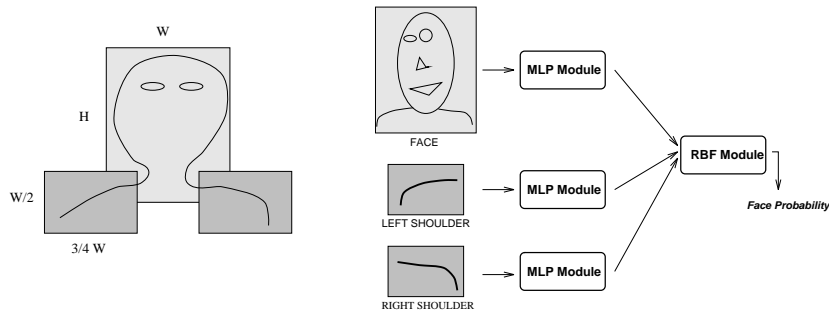 W
H
W/2
3/4 W
FACE
MLP Module
LEFT SHOULDER
MLP Module
RIGHT SHOULDER
MLP Module
RBF Module
Face Probability